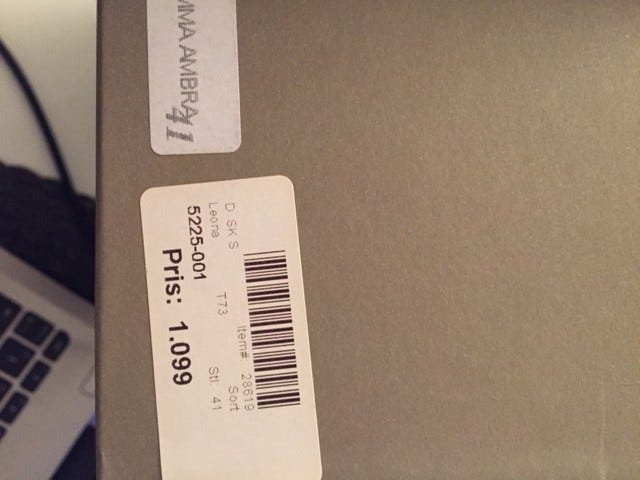 MMA AMBRA
41
D SK S
Item#: 28619
Sort
Leona T73 Stl: 41
5225-001
Pris: 1.099